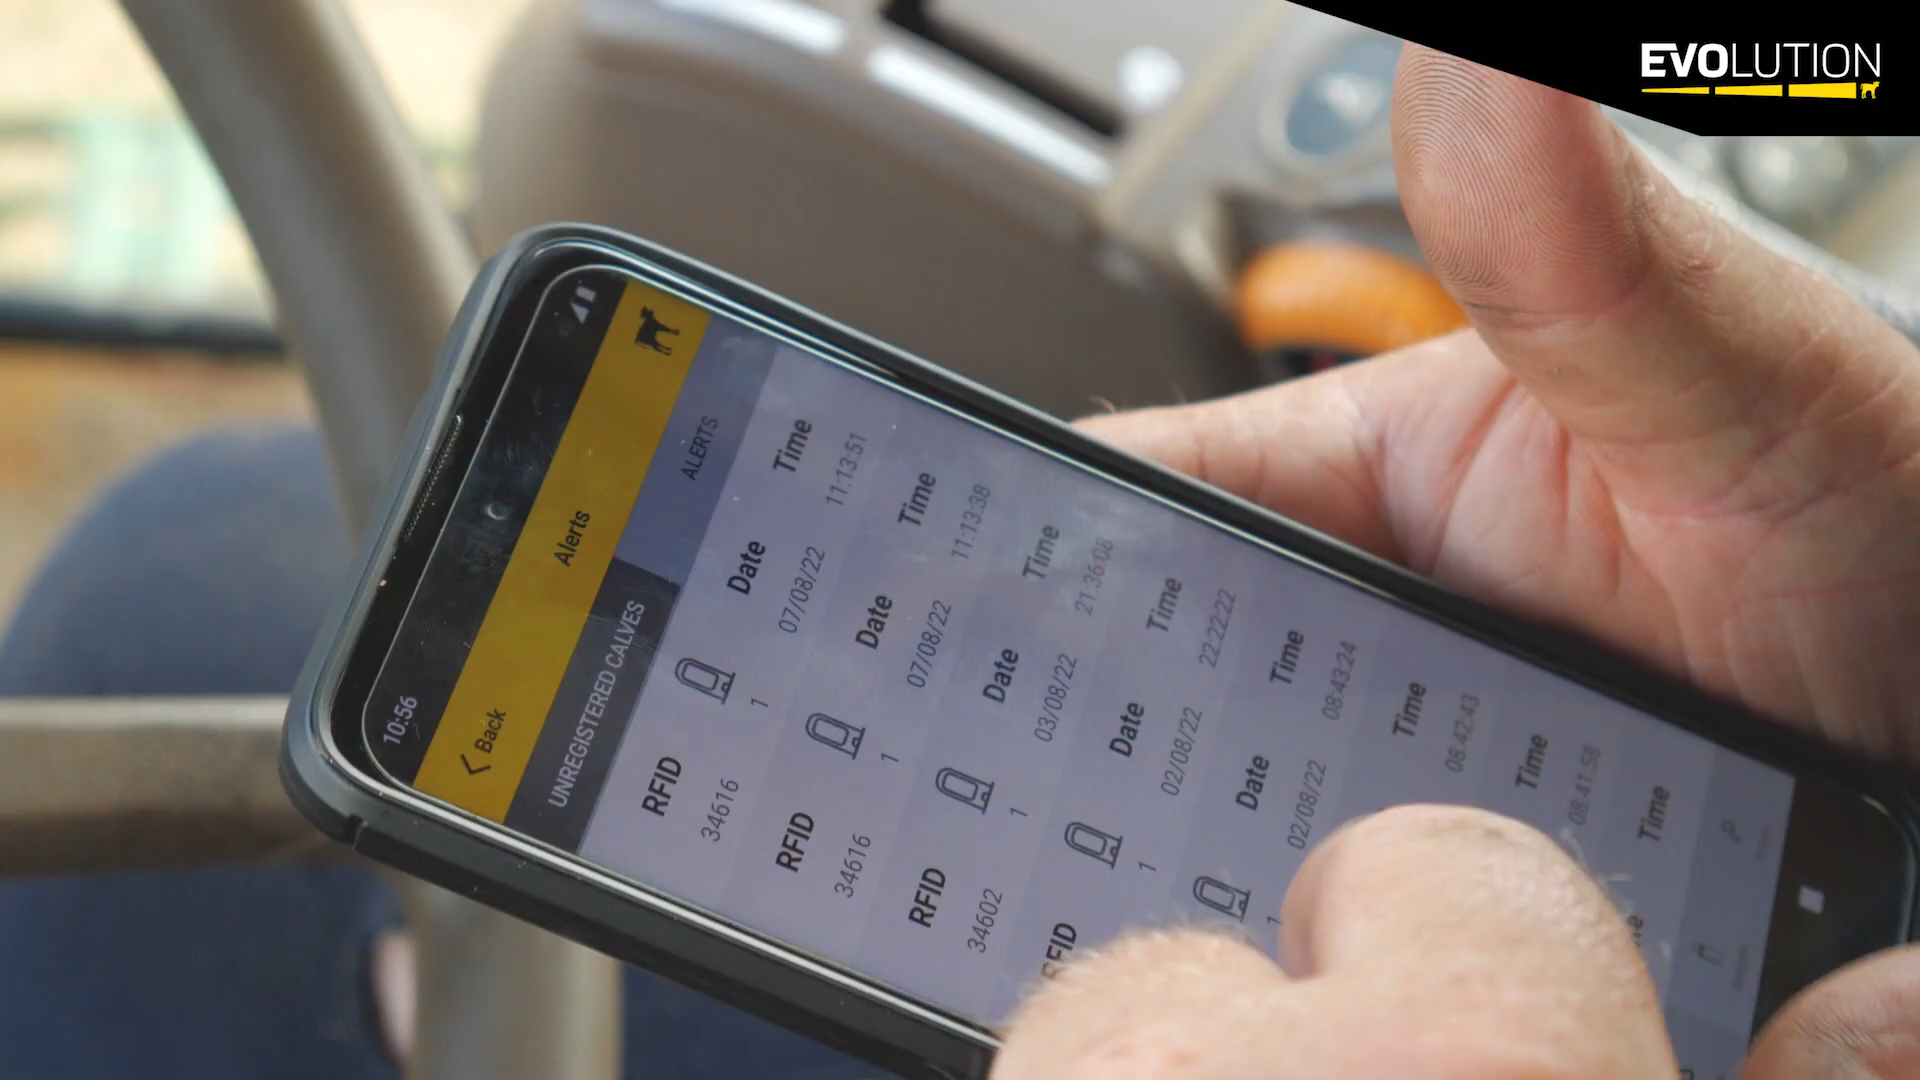 EVOLUTION
10:56
Back Alerts
UNREGISTERED CALVES ALERTS
RFID Date Time
34616 1 07/08/22 11:13:51
RFID Date Time
34616 1 07/08/22 11:13:38
RFID Date Time
34602 1 03/08/22 21:36:08
RFID Date Time
1 02/08/22 22:22:22
Date Time
1 02/08/22 08:43:24
Time
08:42:43
Time
08:41:58
Time